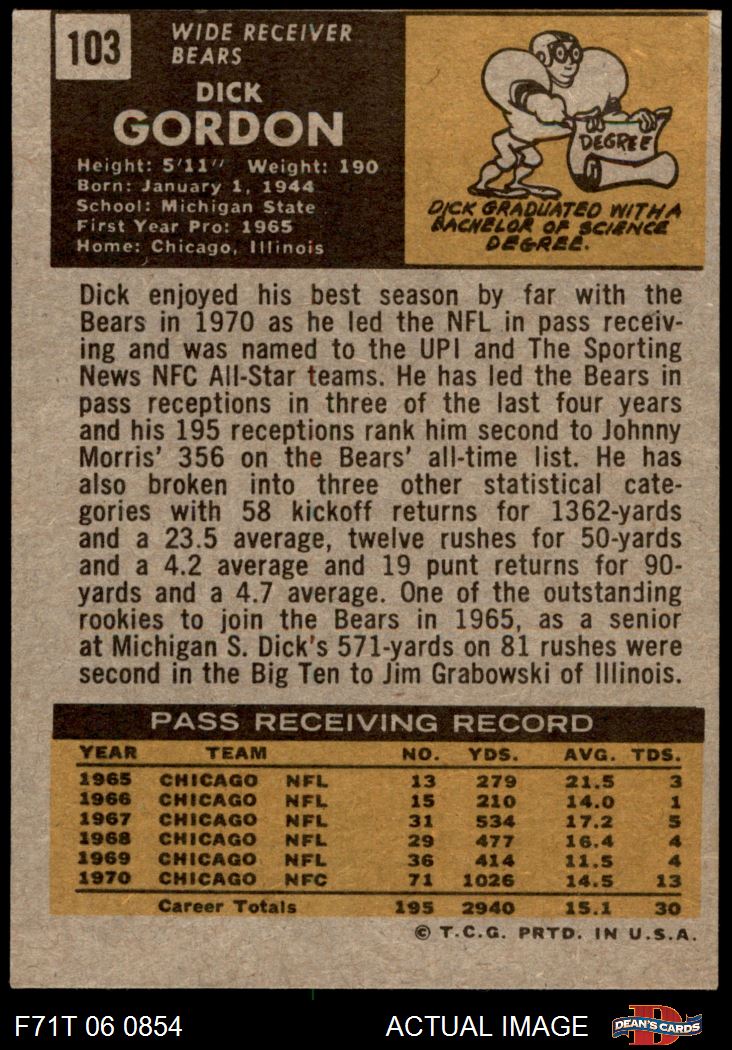 103
WIDE RECEIVER
BEARS
DICK
GORDON
Height: 5'11" Weight: 190
Born: January 1, 1944
School: Michigan State
First Year Pro: 1965
Home: Chicago, Illinois
DEGREE
DICK GRADUATED WITH A
BACHELOR OF SCIENCE
DEGREE.
Dick enjoyed his best season by far with the
Bears in 1970 as he led the NFL in pass receiv-
ing and was named to the UPI and The Sporting
News NFC All-Star teams. He has led the Bears in
pass receptions in three of the last four years
and his 195 receptions rank him second to Johnny
Morris' 356 on the Bears' all-time list. He has
also broken into three other statistical cate-
gories with 58 kickoff returns for 1362-yards
and a 23.5 average, twelve rushes for 50-yards
and a 4.2 average and 19 punt returns for 90-
yards and a 4.7 average. One of the outstanding
rookies to join the Bears in 1965, as a senior
at Michigan S. Dick's 571-yards on 81 rushes were
second in the Big Ten to Jim Grabowski of Illinois.
PASS RECEIVING RECORD
YEAR TEAM NO. YDS. AVG. TDS.
1965 CHICAGO NFL 13 279 21.5 3
1966 CHICAGO NFL 15 210 14.0 1
1967 CHICAGO NFL 31 534 17.2 5
1968 CHICAGO NFL 29 477 16.4 4
1969 CHICAGO NFL 36 414 11.5 4
1970 CHICAGO NFC 71 1026 14.5 13
Career Totals 195 2940 15.1 30
© T.C.G. PRTD. IN U.S.A.
F71T 06 0854 ACTUAL IMAGE
D
DEAN'S CARDS